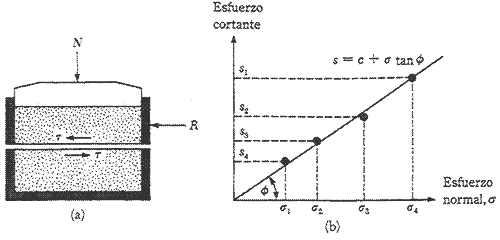 N
τ
τ
R
(a)
Esfuerzo
cortante
s = c + σ tan ϕ
s₁
s₂
s₃
s₄
ϕ
σ₁
σ₂
σ₃
σ₄
Esfuerzo
normal, σ
(b)